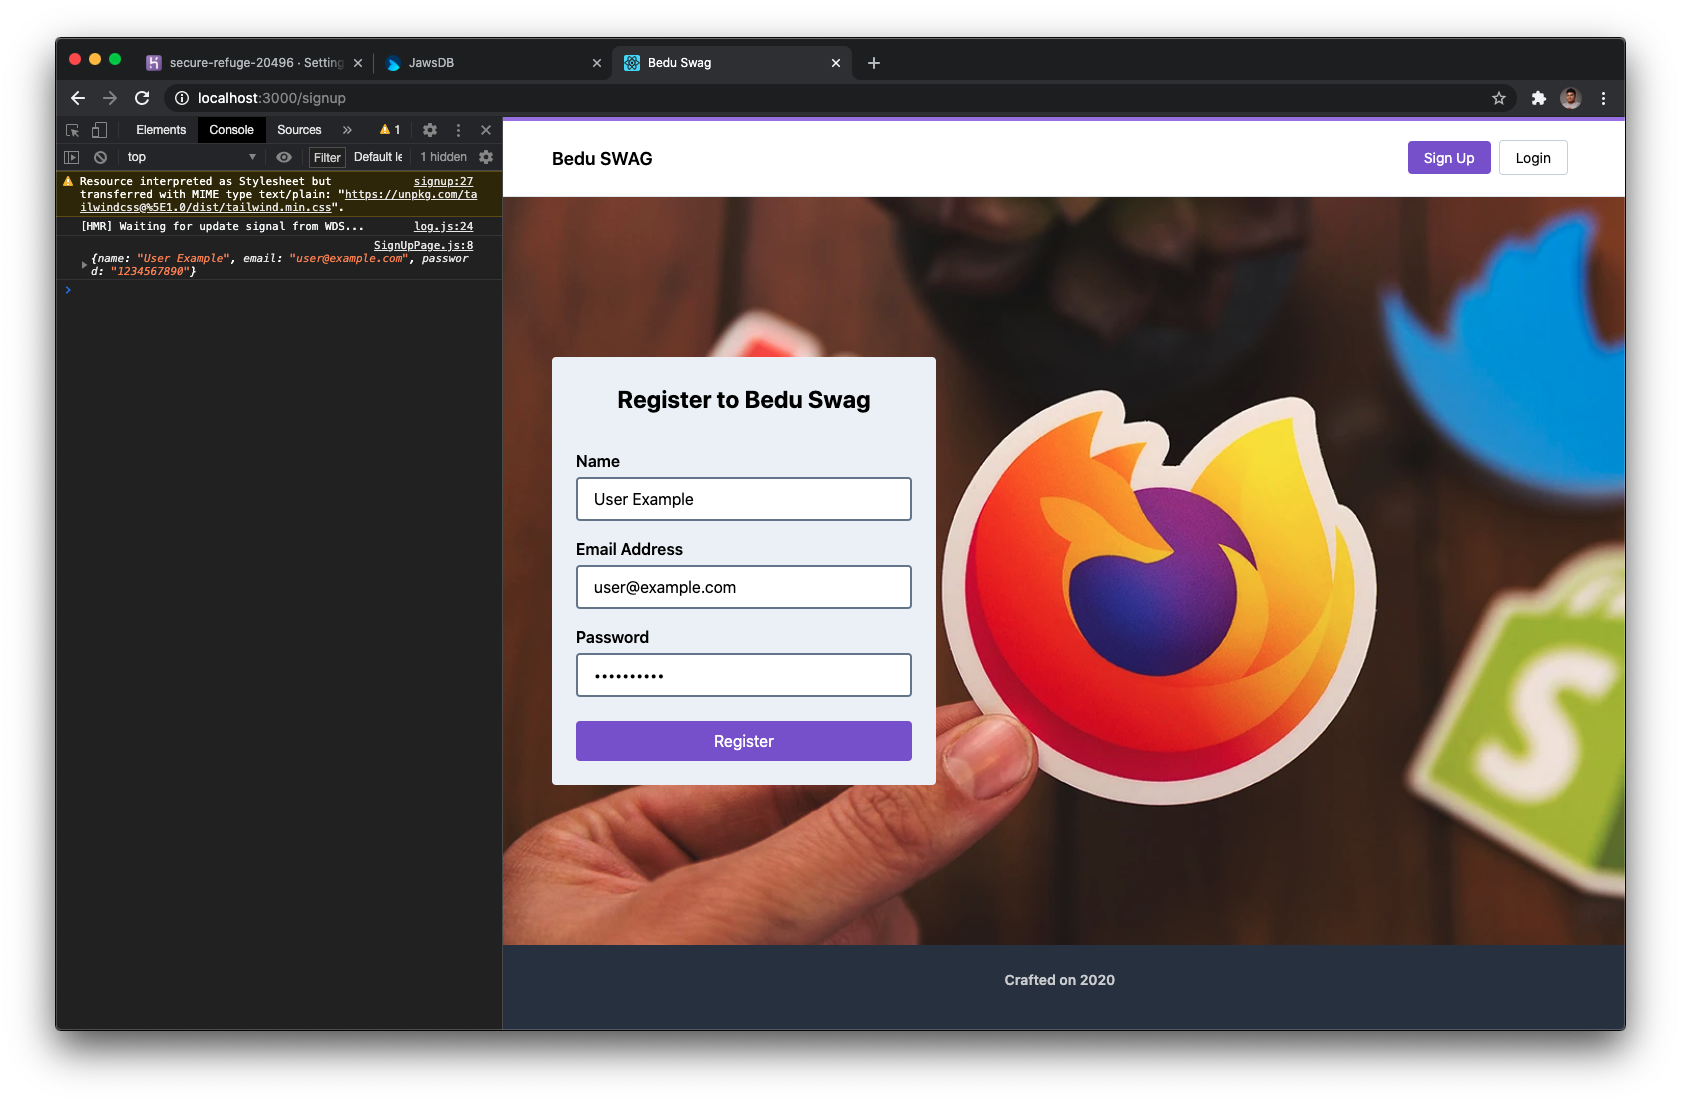 secure-refuge-20496 · Setting
JawsDB
Bedu Swag
localhost:3000/signup
Elements
Console
Sources
1
top
Filter
Default le
1 hidden
Resource interpreted as Stylesheet but signup:27
transferred with MIME type text/plain: "https://unpkg.com/ta
ilwindcss@%5E1.0/dist/tailwind.min.css".
[HMR] Waiting for update signal from WDS... log.js:24
SignUpPage.js:8
{name: "User Example", email: "user@example.com", passwor
d: "1234567890"}
Bedu SWAG
Sign Up
Login
Register to Bedu Swag
Name
User Example
Email Address
user@example.com
Password
••••••••••
Register
S
Crafted on 2020